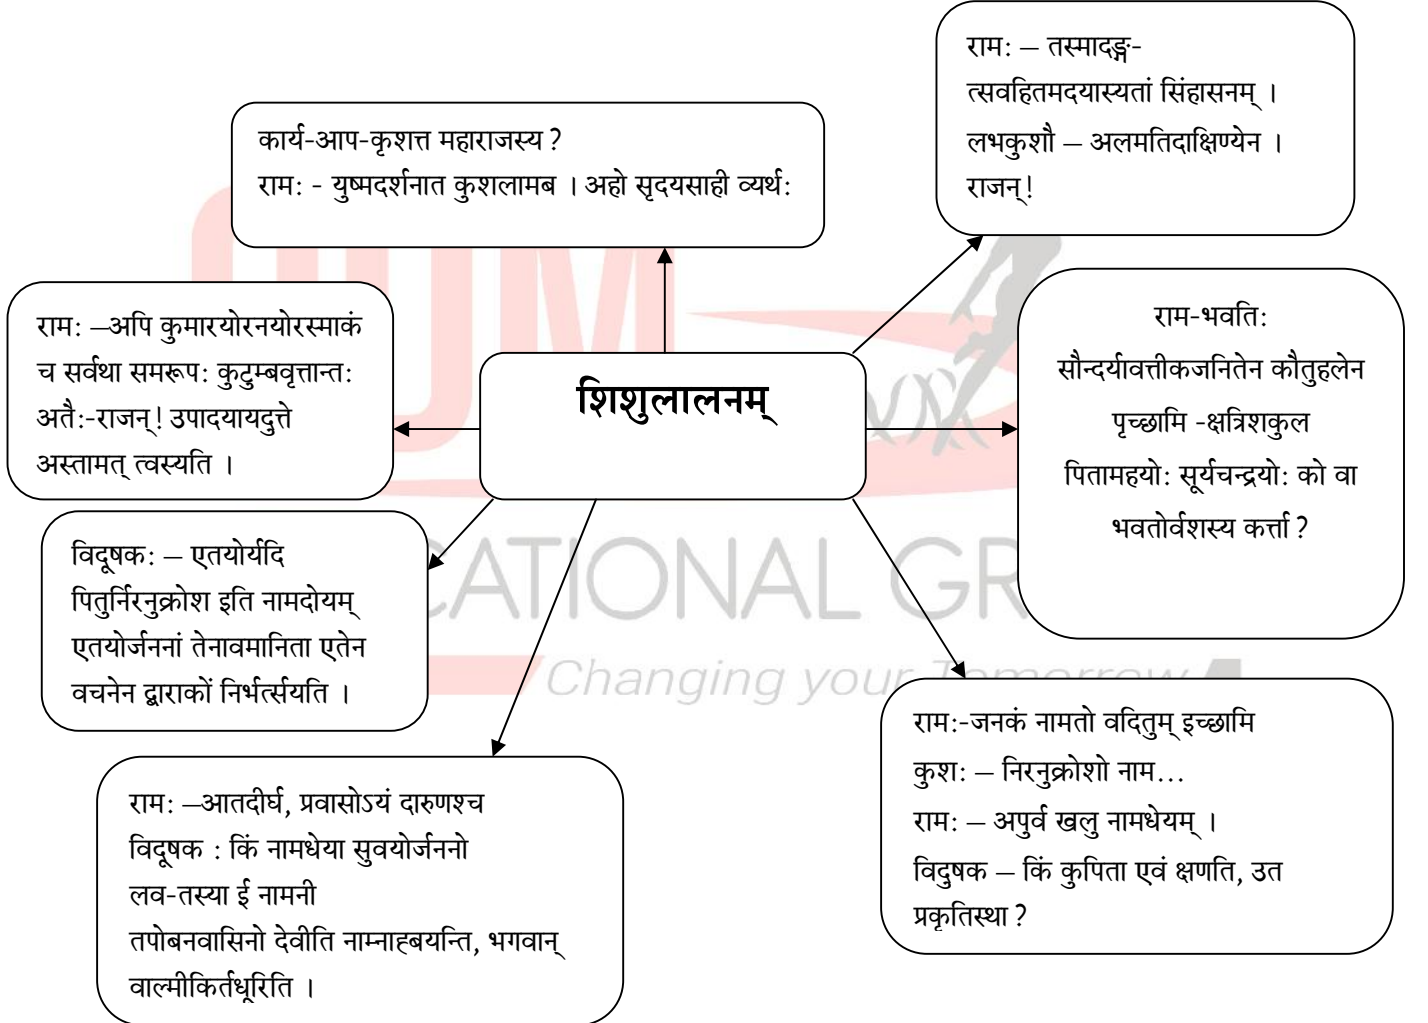 शिशुलालनम्
कार्य-आप-कृशत्त महाराजस्य ?
राम: - युष्मदर्शनात कुशलामब । अहो सृदयसाही व्यर्थ:
राम: – तस्मादङ्ग-
त्सवहितमदयास्यतां सिंहासनम् ।
लभकुशौ – अलमतिदाक्षिण्येन ।
राजन् !
राम: –अपि कुमारयोरनयोरस्माकं
च सर्वथा समरूप: कुटुम्बवृत्तान्त:
अतै:-राजन् ! उपादयायदुत्ते
अस्तामत् त्वस्यति ।
राम-भवति:
सौन्दर्यावत्तीकजनितेन कौतुहलेन
पृच्छामि -क्षत्रिशकुल
पितामहयो: सूर्यचन्द्रयो: को वा
भवतोर्वशस्य कर्त्ता ?
विदूषक: – एतयोर्यदि
पितुर्निरनुक्रोश इति नामदोयम्
एतयोर्जननां तेनावमानिता एतेन
वचनेन द्वाराकों निर्भर्त्सयति ।
राम: –आतदीर्घ, प्रवासोऽयं दारुणश्च
विदूषक : किं नामधेया सुवयोर्जननो
लव-तस्या ई नामनी
तपोबनवासिनो देवीति नाम्नाह्बयन्ति, भगवान्
वाल्मीकिर्तधूरिति ।
राम:-जनकं नामतो वदितुम् इच्छामि
कुश: – निरनुक्रोशो नाम...
राम: – अपुर्व खलु नामधेयम् ।
विदुषक – किं कुपिता एवं क्षणति, उत
प्रकृतिस्था ?
CATIONAL GR
Changing your Tomorrow